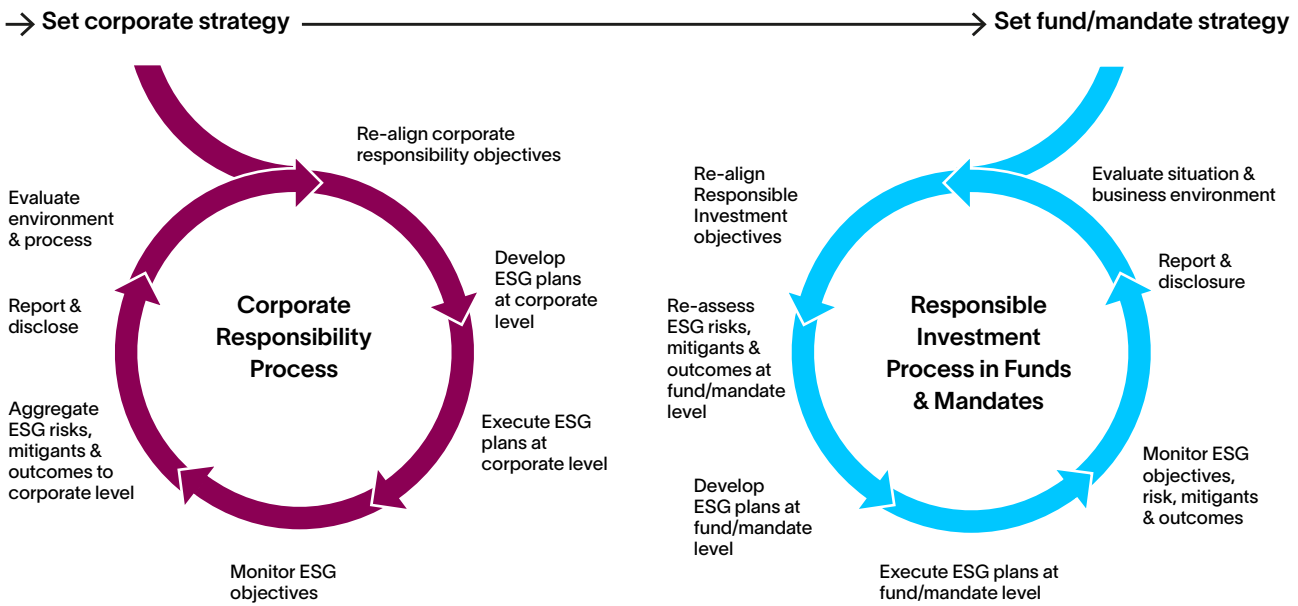 Set corporate strategy
Set fund/mandate strategy
Re-align corporate
responsibility objectives
Develop
ESG plans
at corporate
level
Execute ESG
plans at
corporate level
Monitor ESG
objectives
Aggregate
ESG risks,
mitigants &
outcomes to
corporate level
Report &
disclose
Evaluate
environment
& process
Corporate
Responsibility
Process
Re-align
Responsible
Investment
objectives
Re-assess
ESG risks,
mitigants &
outcomes at
fund/mandate
level
Develop
ESG plans at
fund/mandate
level
Execute ESG plans at
fund/mandate level
Monitor ESG
objectives,
risk, mitigants
& outcomes
Report &
disclosure
Evaluate situation &
business environment
Responsible
Investment
Process in Funds
& Mandates